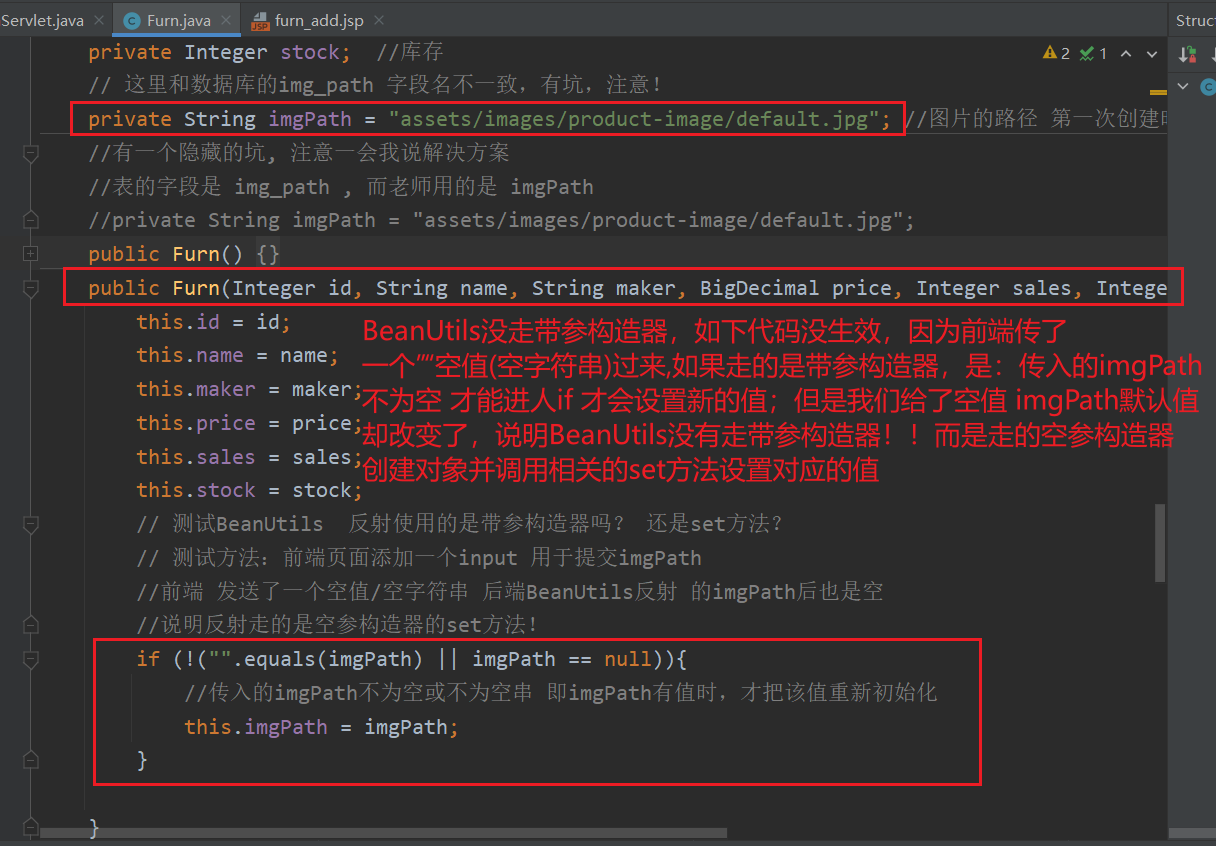 Servlet.java
Furn.java
furn_add.jsp
Struct
private Integer stock;  //库存
2
1
// 这里和数据库的img_path 字段名不一致，有坑，注意！
private String imgPath = "assets/images/product-image/default.jpg"; //图片的路径 第一次创建
//有一个隐藏的坑, 注意一会我说解决方案
//表的字段是 img_path , 而老师用的是 imgPath
//private String imgPath = "assets/images/product-image/default.jpg";
public Furn() {}
public Furn(Integer id, String name, String maker, BigDecimal price, Integer sales, Intege
this.id = id;
this.name = name;
this.maker = maker;
this.price = price;
this.sales = sales;
this.stock = stock;
BeanUtils没走带参构造器，如下代码没生效，因为前端传了
一个""空值(空字符串)过来,如果走的是带参构造器，是：传入的imgPath
不为空 才能进人if 才会设置新的值；但是我们给了空值 imgPath默认值
却改变了，说明BeanUtils没有走带参构造器！！而是走的空参构造器
创建对象并调用相关的set方法设置对应的值
// 测试BeanUtils  反射使用的是带参构造器吗？ 还是set方法？
// 测试方法：前端页面添加一个input 用于提交imgPath
//前端 发送了一个空值/空字符串 后端BeanUtils反射 的imgPath后也是空
//说明反射走的是空参构造器的set方法！
if (!("".equals(imgPath) || imgPath == null)){
//传入的imgPath不为空或不为空串 即imgPath有值时，才把该值重新初始化
this.imgPath = imgPath;
}
}